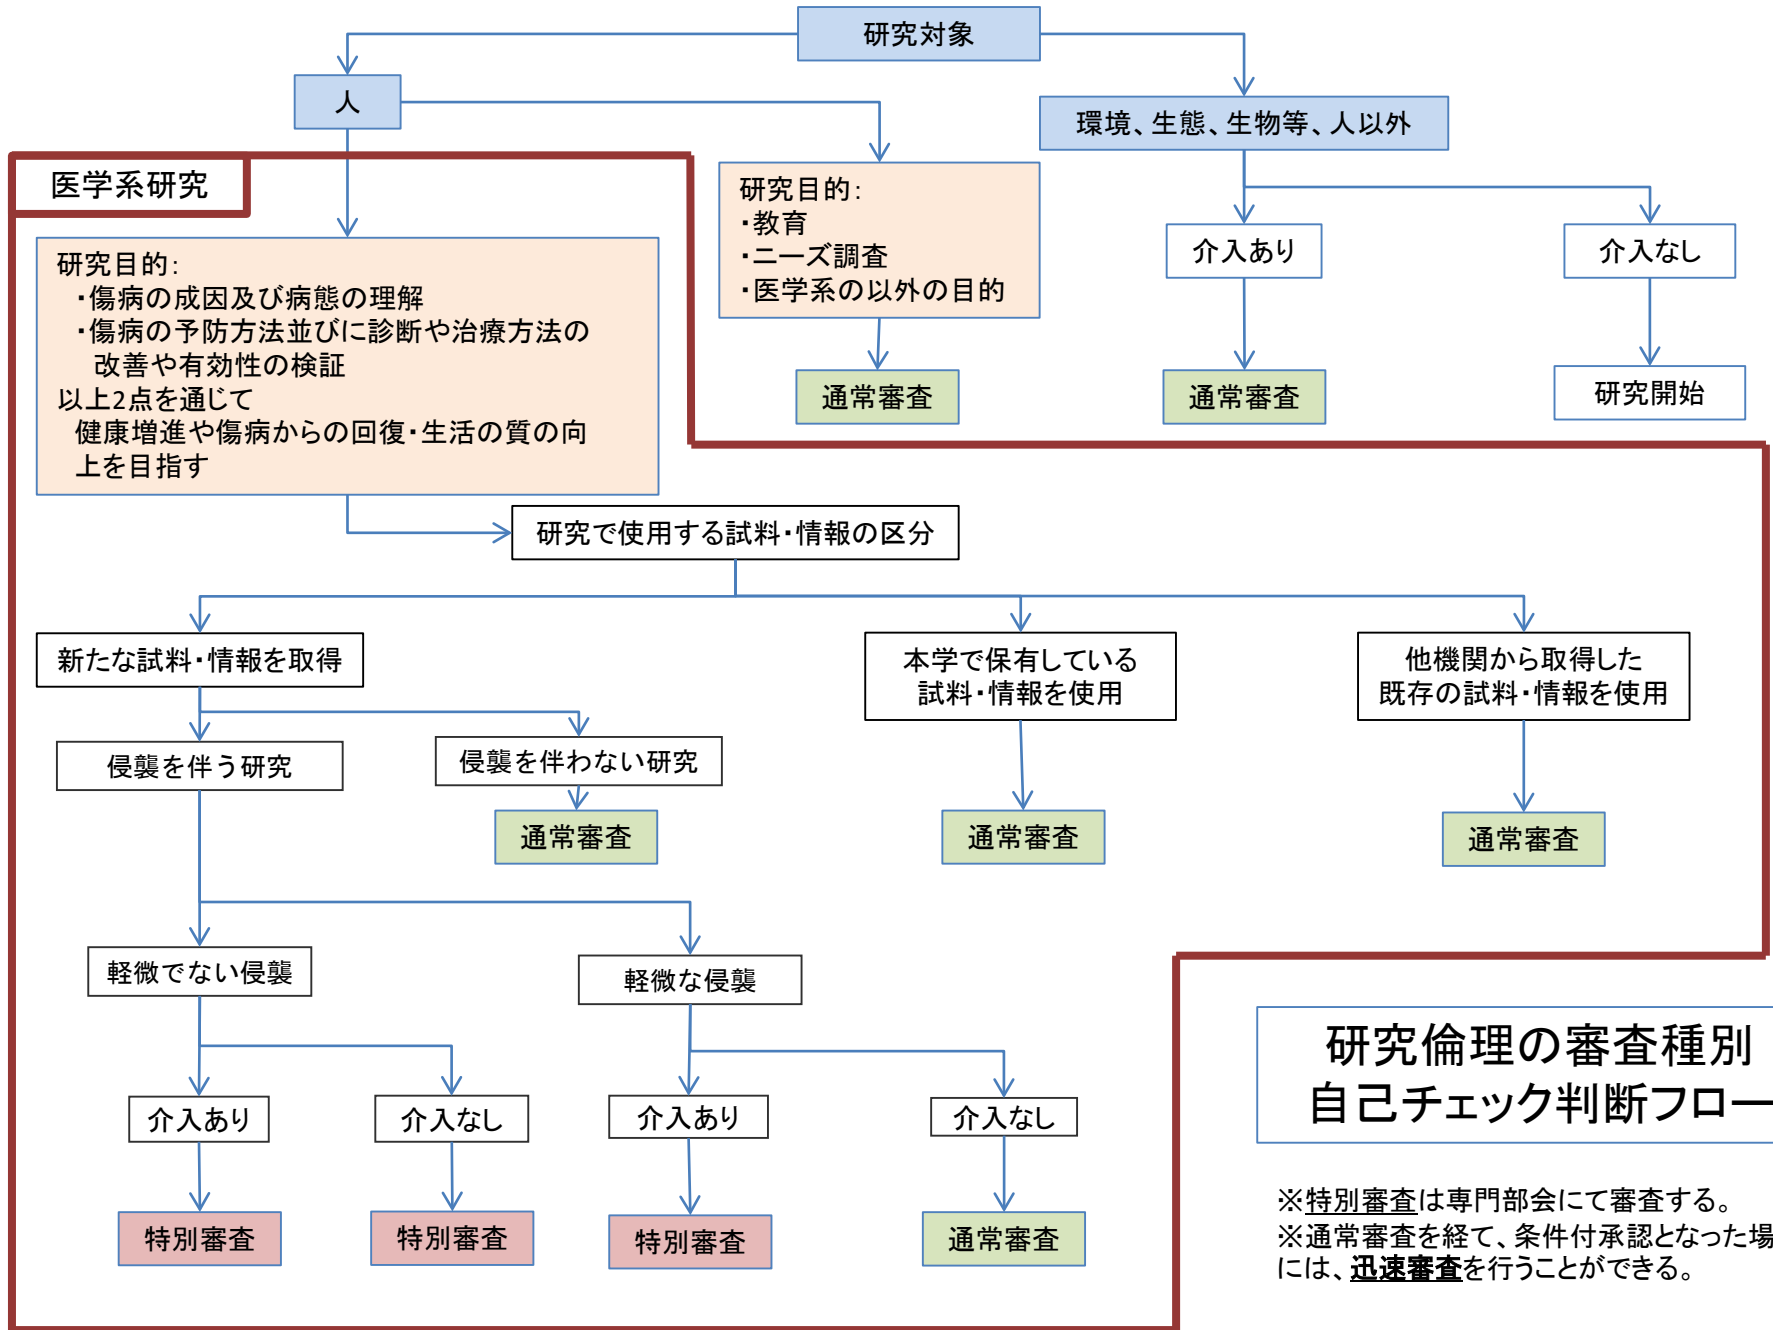 研究対象
人
環境、生態、生物等、人以外
医学系研究
研究目的：
・教育
・ニーズ調査
・医学系の以外の目的
介入あり
介入なし
研究目的：
・傷病の成因及び病態の理解
・傷病の予防方法並びに診断や治療方法の
改善や有効性の検証
以上2点を通じて
健康増進や傷病からの回復・生活の質の向
上を目指す
通常審査
通常審査
研究開始
研究で使用する試料・情報の区分
新たな試料・情報を取得
本学で保有している
試料・情報を使用
他機関から取得した
既存の試料・情報を使用
侵襲を伴う研究
侵襲を伴わない研究
通常審査
通常審査
通常審査
軽微でない侵襲
軽微な侵襲
介入あり
介入なし
介入あり
介入なし
特別審査
特別審査
特別審査
通常審査
研究倫理の審査種別
自己チェック判断フロー
※特別審査は専門部会にて審査する。
※通常審査を経て、条件付承認となった場
には、迅速審査を行うことができる。